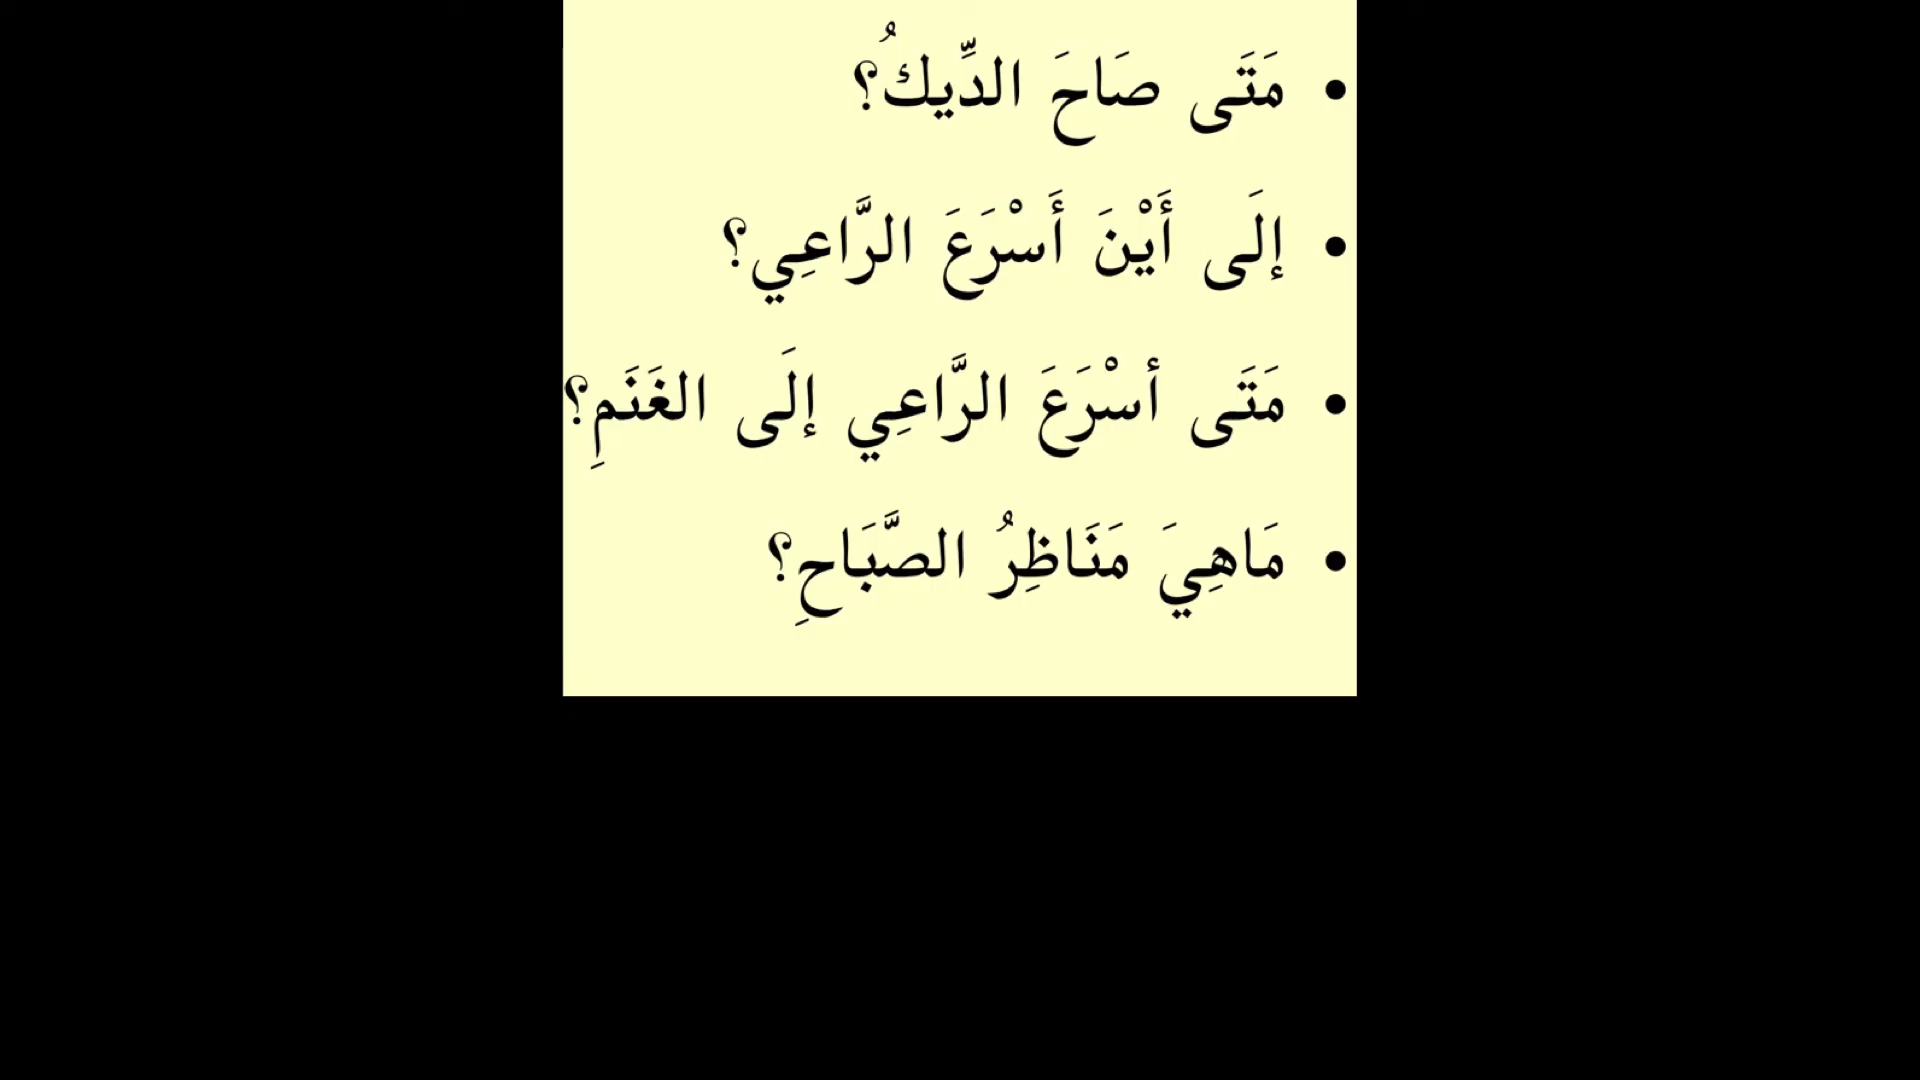 • مَتَى صَاحَ الدِّيكُ؟
• إلَى أَيْنَ أَسْرَعَ الرَّاعِي؟
• مَتَى أسْرَعَ الرَّاعِي إلَى الغَنَمِ؟
• مَاهِيَ مَنَاظِرُ الصَّبَاحِ؟